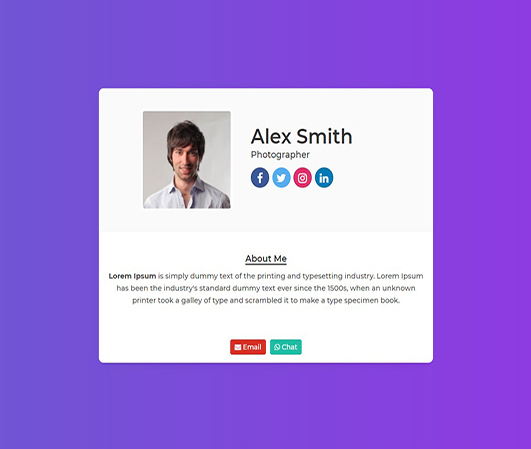 Alex Smith
Photographer
About Me
Lorem Ipsum is simply dummy text of the printing and typesetting industry. Lorem Ipsum
has been the industry's standard dummy text ever since the 1500s, when an unknown
printer took a galley of type and scrambled it to make a type specimen book.
Email Chat